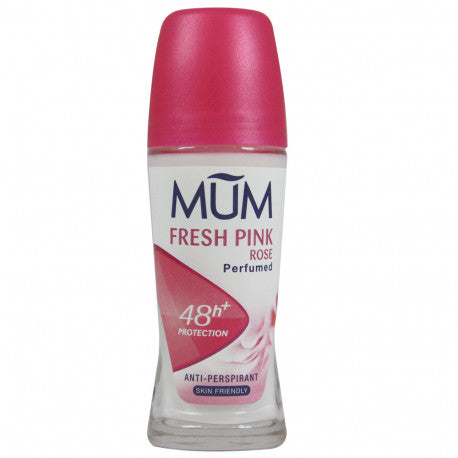 MUM
FRESH PINK
ROSE
Perfumed
48h+
PROTECTION
ANTI-PERSPIRANT
SKIN FRIENDLY